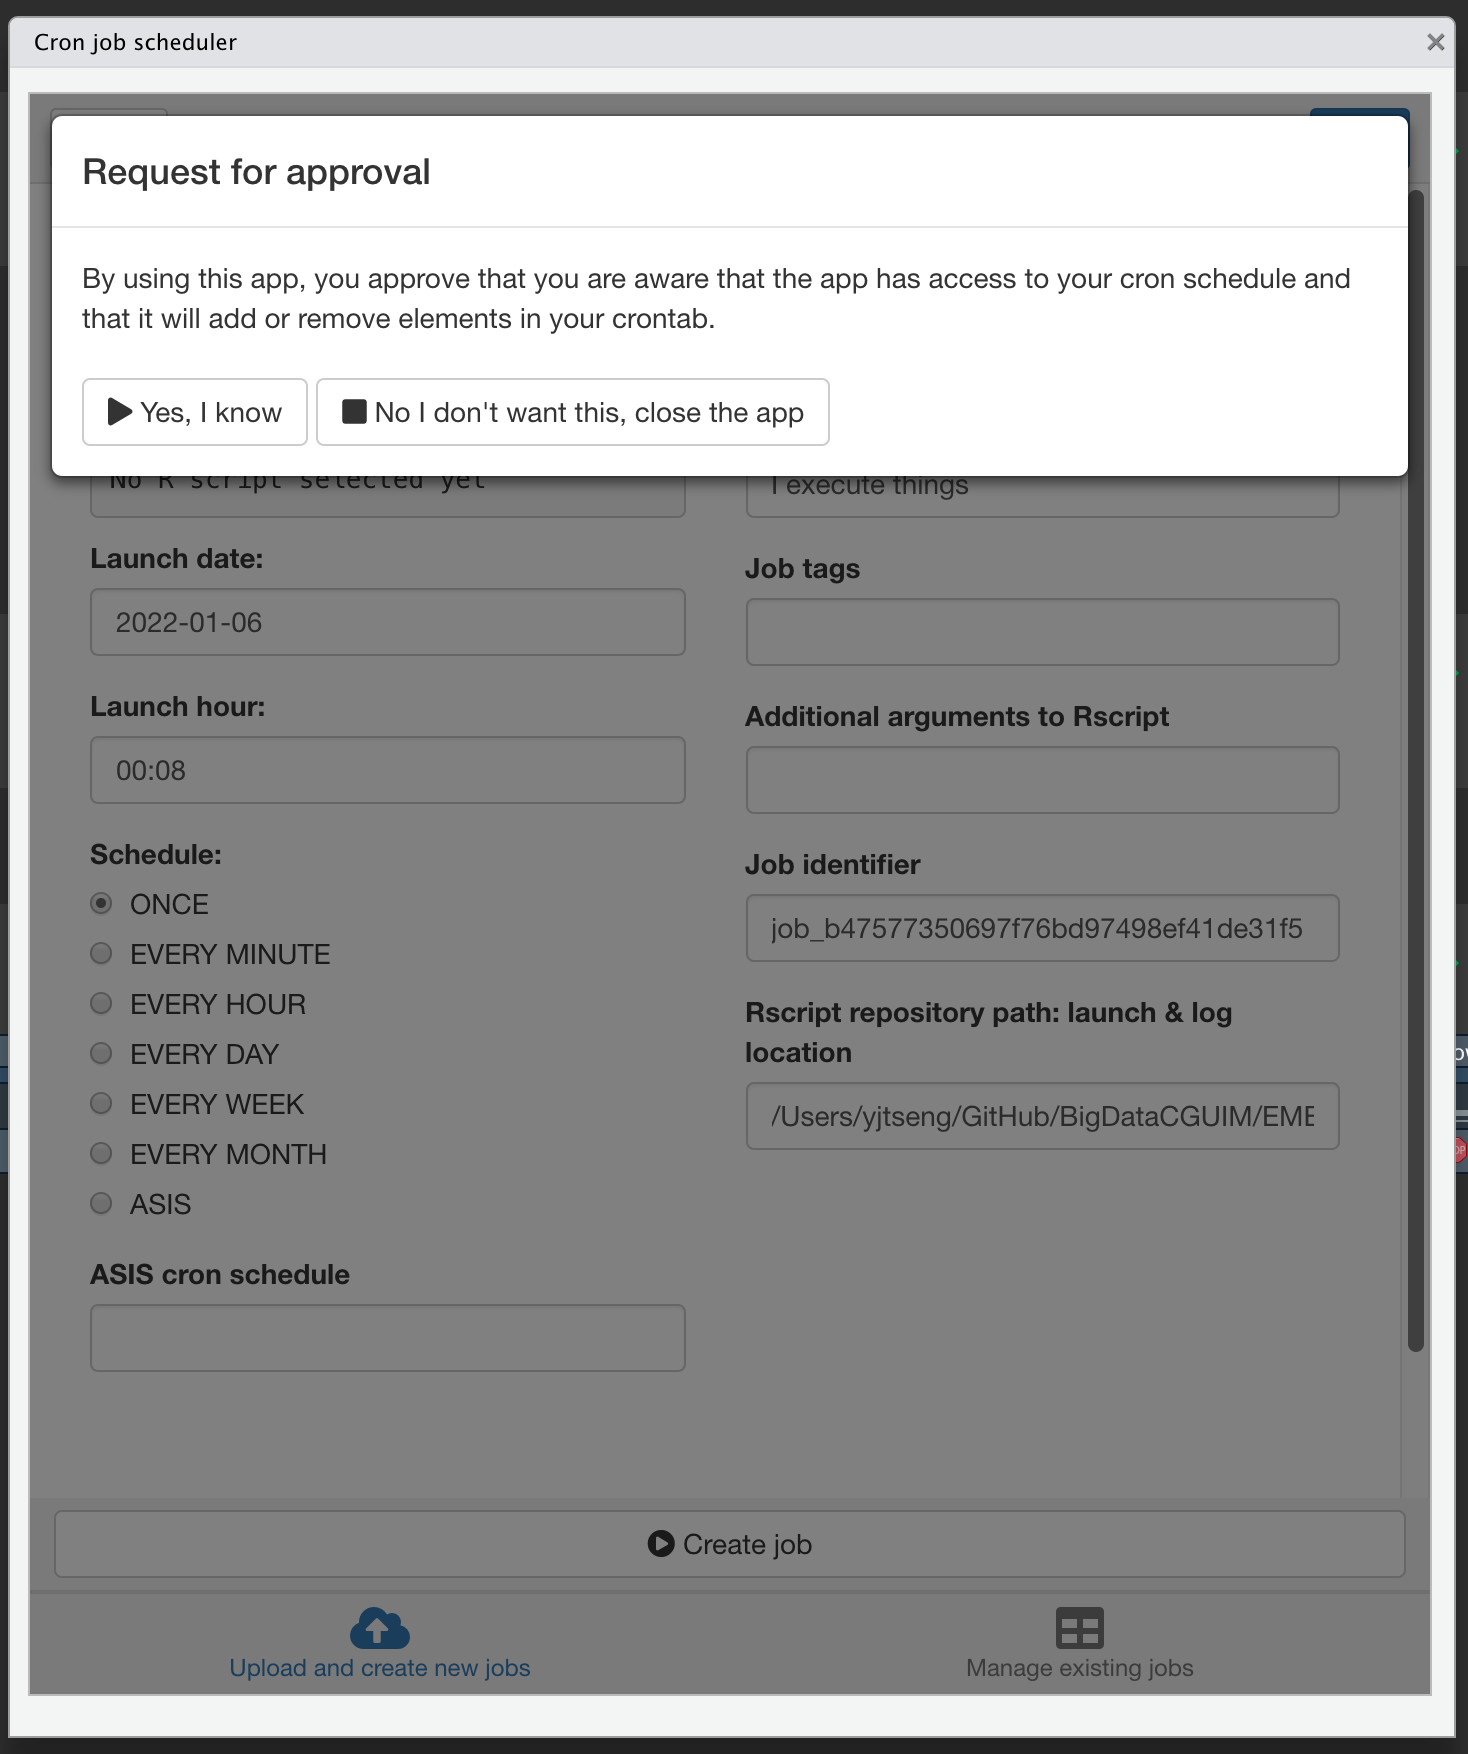 Cron job scheduler
Request for approval
By using this app, you approve that you are aware that the app has access to your cron schedule and
that it will add or remove elements in your crontab.
Yes, I know
No I don't want this, close the app
No R script selected yet
I execute things
Launch date:
2022-01-06
Launch hour:
00:08
Schedule:
ONCE
EVERY MINUTE
EVERY HOUR
EVERY DAY
EVERY WEEK
EVERY MONTH
ASIS
ASIS cron schedule
Job tags
Additional arguments to Rscript
Job identifier
job_b47577350697f76bd97498ef41de31f5
Rscript repository path: launch & log
location
/Users/yjtseng/GitHub/BigDataCGUIM/EME
Create job
Upload and create new jobs
Manage existing jobs